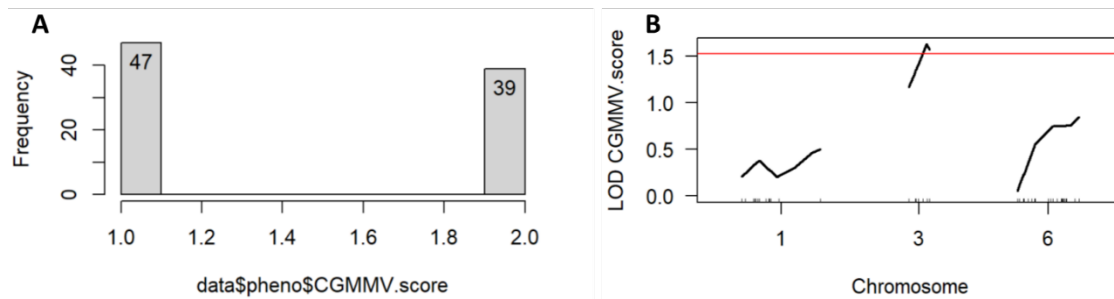 A
Frequency
40
20
0
47
39
1.0 1.2 1.4 1.6 1.8 2.0
data$pheno$CGMMV.score
B
LOD CGMMV.score
1.5
1.0
0.5
0.0
1 3 6
Chromosome